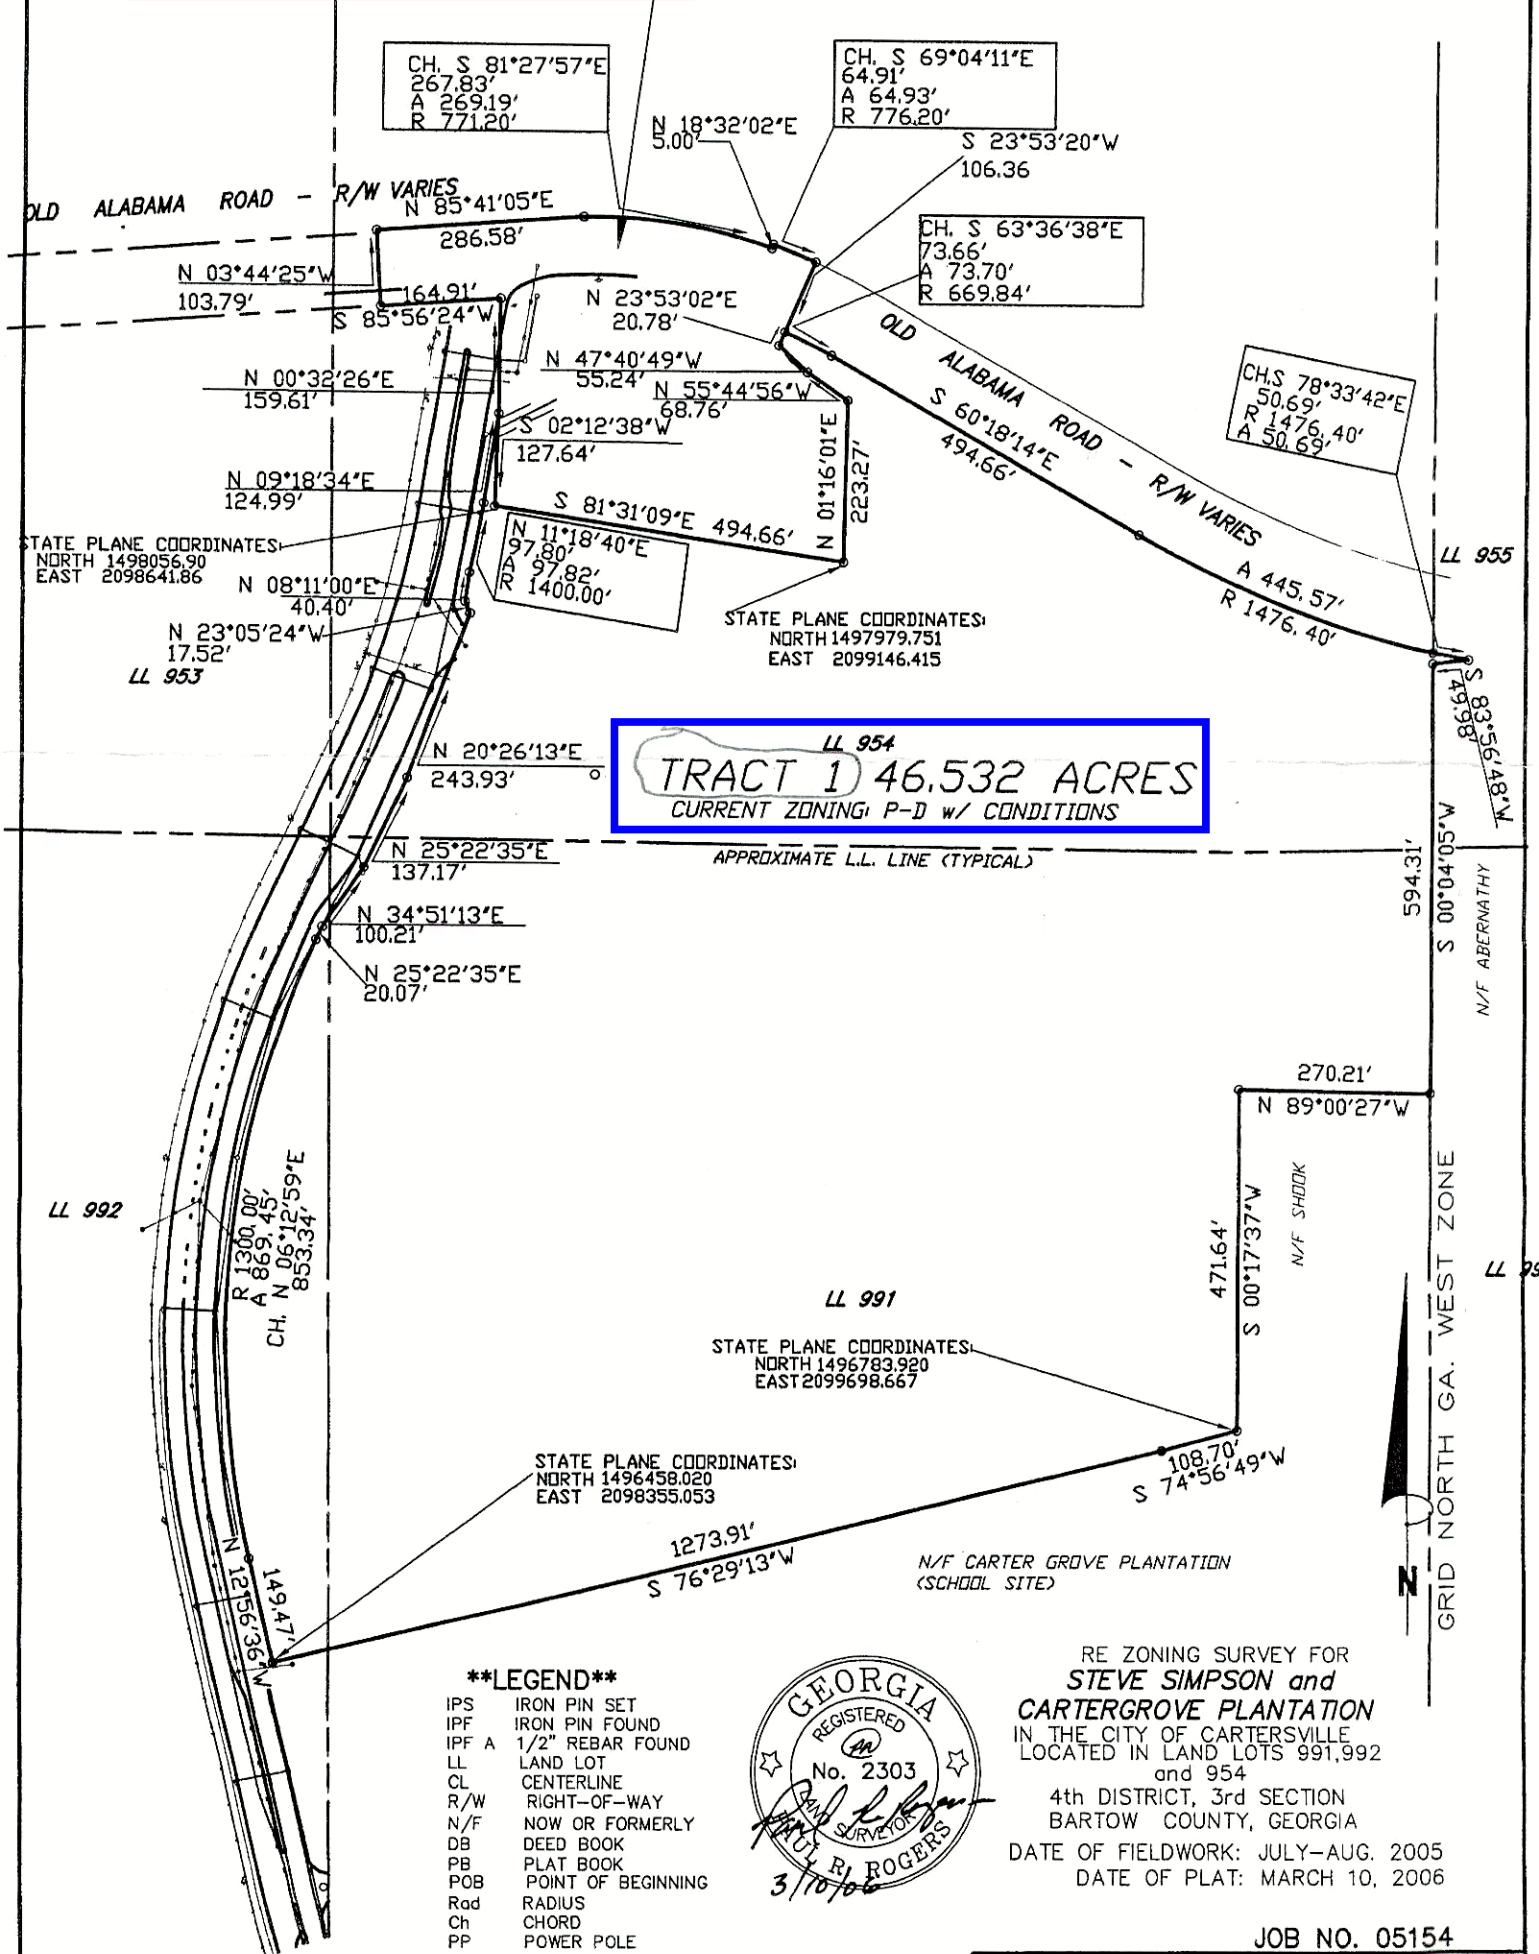 CH. S 81°27'57"E
267.83'
A 269.19'
R 771.20'
CH. S 69°04'11"E
64.91'
A 64.93'
R 776.20'
N 18°32'02"E
5.00'
S 23°53'20"W
106.36
OLD ALABAMA ROAD - R/W VARIES
N 85°41'05"E
286.58'
CH. S 63°36'38"E
73.66'
A 73.70'
R 669.84'
N 03°44'25"W
103.79'
164.91'
S 85°56'24"W
N 23°53'02"E
20.78'
OLD ALABAMA ROAD - R/W VARIES
N 47°40'49"W
55.24'
N 55°44'56"W
68.76'
N 00°32'26"E
159.61'
CH.S 78°33'42"E
50.69'
R 1476.40'
A 50.69'
S 60°18'14"E
494.66'
S 02°12'38"W
127.64'
N 01°16'01"E
223.27'
N 09°18'34"E
124.99'
S 81°31'09"E 494.66'
STATE PLANE COORDINATES:
NORTH 1498056.90
EAST 2098641.86
N 11°18'40"E
97.80'
A 97.82'
R 1400.00'
LL 955
N 08°11'00"E
40.40'
A 445.57'
R 1476.40'
N 23°05'24"W
17.52'
STATE PLANE COORDINATES:
NORTH 1497979.751
EAST 2099146.415
LL 953
S 83°56'48"W
49.98'
N 20°26'13"E
243.93'
LL 954
TRACT 1 46.532 ACRES
CURRENT ZONING: P-D w/ CONDITIONS
N 25°22'35"E
137.17'
APPROXIMATE L.L. LINE (TYPICAL)
594.31'
S 00°04'05"W
N/F ABERNATHY
N 34°51'13"E
100.21'
N 25°22'35"E
20.07'
270.21'
N 89°00'27"W
LL 992
R 1300.00'
A 869.45'
CH. N 06°12'59"E
853.34'
471.64'
S 00°17'37"W
N/F SHOOK
LL 991
LL 99
STATE PLANE COORDINATES:
NORTH 1496783.920
EAST 2099698.667
GRID NORTH GA. WEST ZONE
STATE PLANE COORDINATES:
NORTH 1496458.020
EAST 2098355.053
108.70'
S 74°56'49"W
1273.91'
S 76°29'13"W
N/F CARTER GROVE PLANTATION
(SCHOOL SITE)
N
149.47'
N 12°56'36"W
**LEGEND**
IPS IRON PIN SET
IPF IRON PIN FOUND
IPF A 1/2" REBAR FOUND
LL LAND LOT
CL CENTERLINE
R/W RIGHT-OF-WAY
N/F NOW OR FORMERLY
DB DEED BOOK
PB PLAT BOOK
POB POINT OF BEGINNING
Rad RADIUS
Ch CHORD
PP POWER POLE
GEORGIA
REGISTERED
No. 2303
LAND SURVEYOR
PAUL R. ROGERS
3/10/06
RE ZONING SURVEY FOR
STEVE SIMPSON and
CARTERGROVE PLANTATION
IN THE CITY OF CARTERSVILLE
LOCATED IN LAND LOTS 991,992
and 954
4th DISTRICT, 3rd SECTION
BARTOW COUNTY, GEORGIA
DATE OF FIELDWORK: JULY-AUG. 2005
DATE OF PLAT: MARCH 10, 2006
JOB NO. 05154